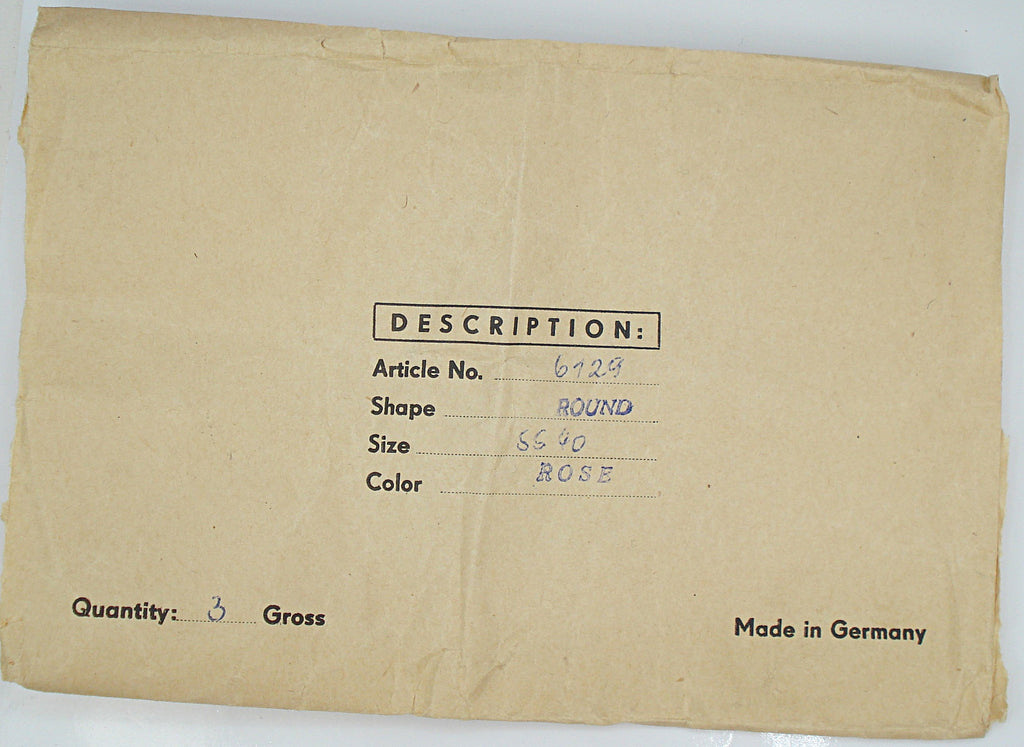 DESCRIPTION:
Article No. 6129
Shape ROUND
Size SS 40
Color ROSE
Quantity: 3 Gross
Made in Germany